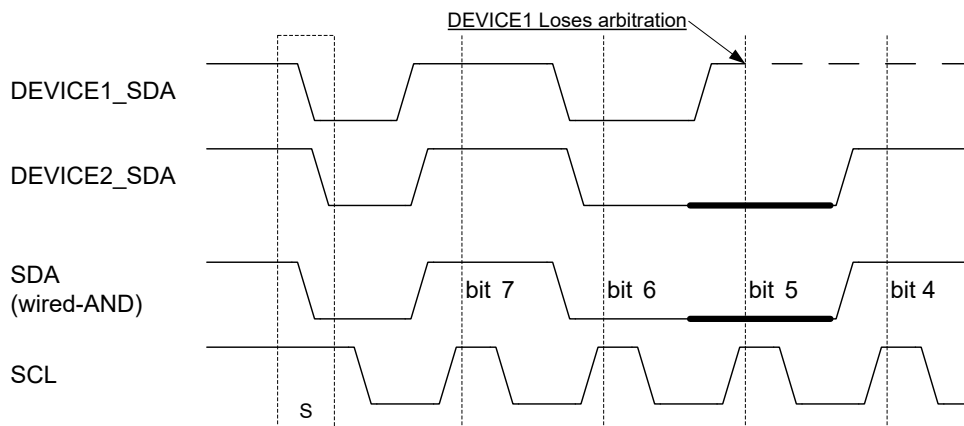 DEVICE1 Loses arbitration
DEVICE1_SDA
DEVICE2_SDA
SDA
(wired-AND)
bit 7 bit 6 bit 5 bit 4
SCL
S